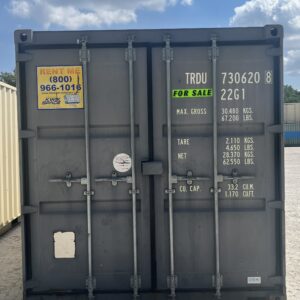 RENT ME
(800)
966-1016
TRDU 730620 8
FOR SALE
22G1
MAX. GROSS 30.480 KGS.
67.200 LBS.
TARE 2.110 KGS.
4.650 LBS.
NET 28.370 KGS.
62.550 LBS.
CU. CAP. 33.2 CU.M.
1.170 CU.FT.